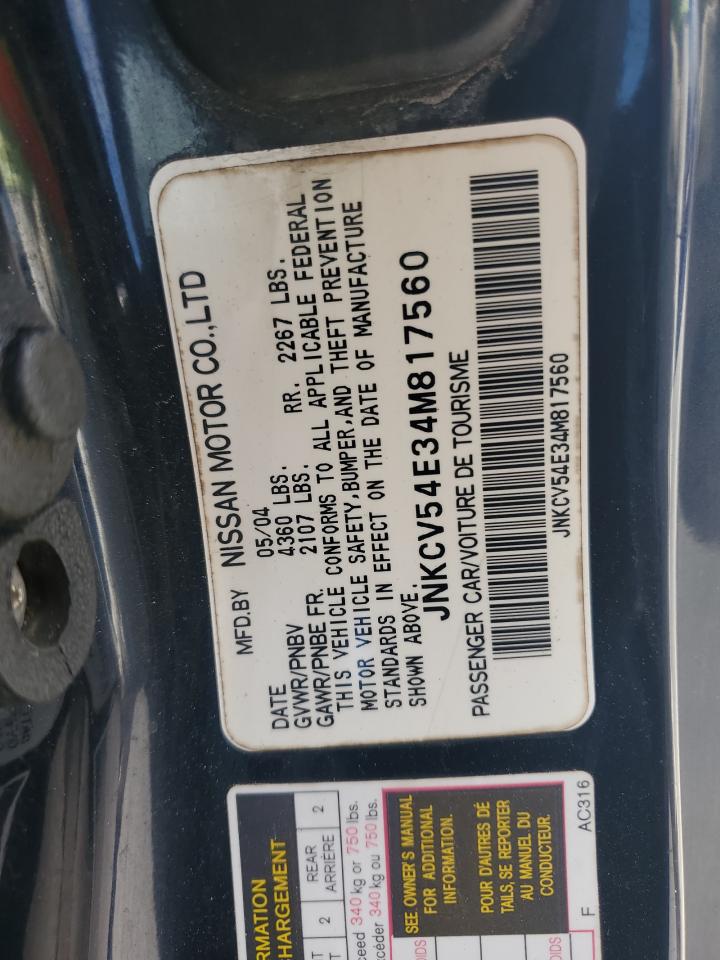 MFD.BY NISSAN MOTOR CO.,LTD
DATE 05/04
GVWR/PNBV 4360 LBS.
GAWR/PNBE FR. 2107 LBS. RR. 2267 LBS.
THIS VEHICLE CONFORMS TO ALL APPLICABLE FEDERAL
MOTOR VEHICLE SAFETY,BUMPER,AND THEFT PREVENTION
STANDARDS IN EFFECT ON THE DATE OF MANUFACTURE
SHOWN ABOVE.
JNKCV54E34M817560
PASSENGER CAR/VOITURE DE TOURISME
JNKCV54E34M817560
2 REAR
ARRIÈRE 2
340 kg or 750 lbs.
340 kg ou 750 lbs.
SEE OWNER'S MANUAL
FOR ADDITIONAL
INFORMATION.
POUR D'AUTRES DÉ
TAILS, SE REPORTER
AU MANUEL DU
CONDUCTEUR
F AC316